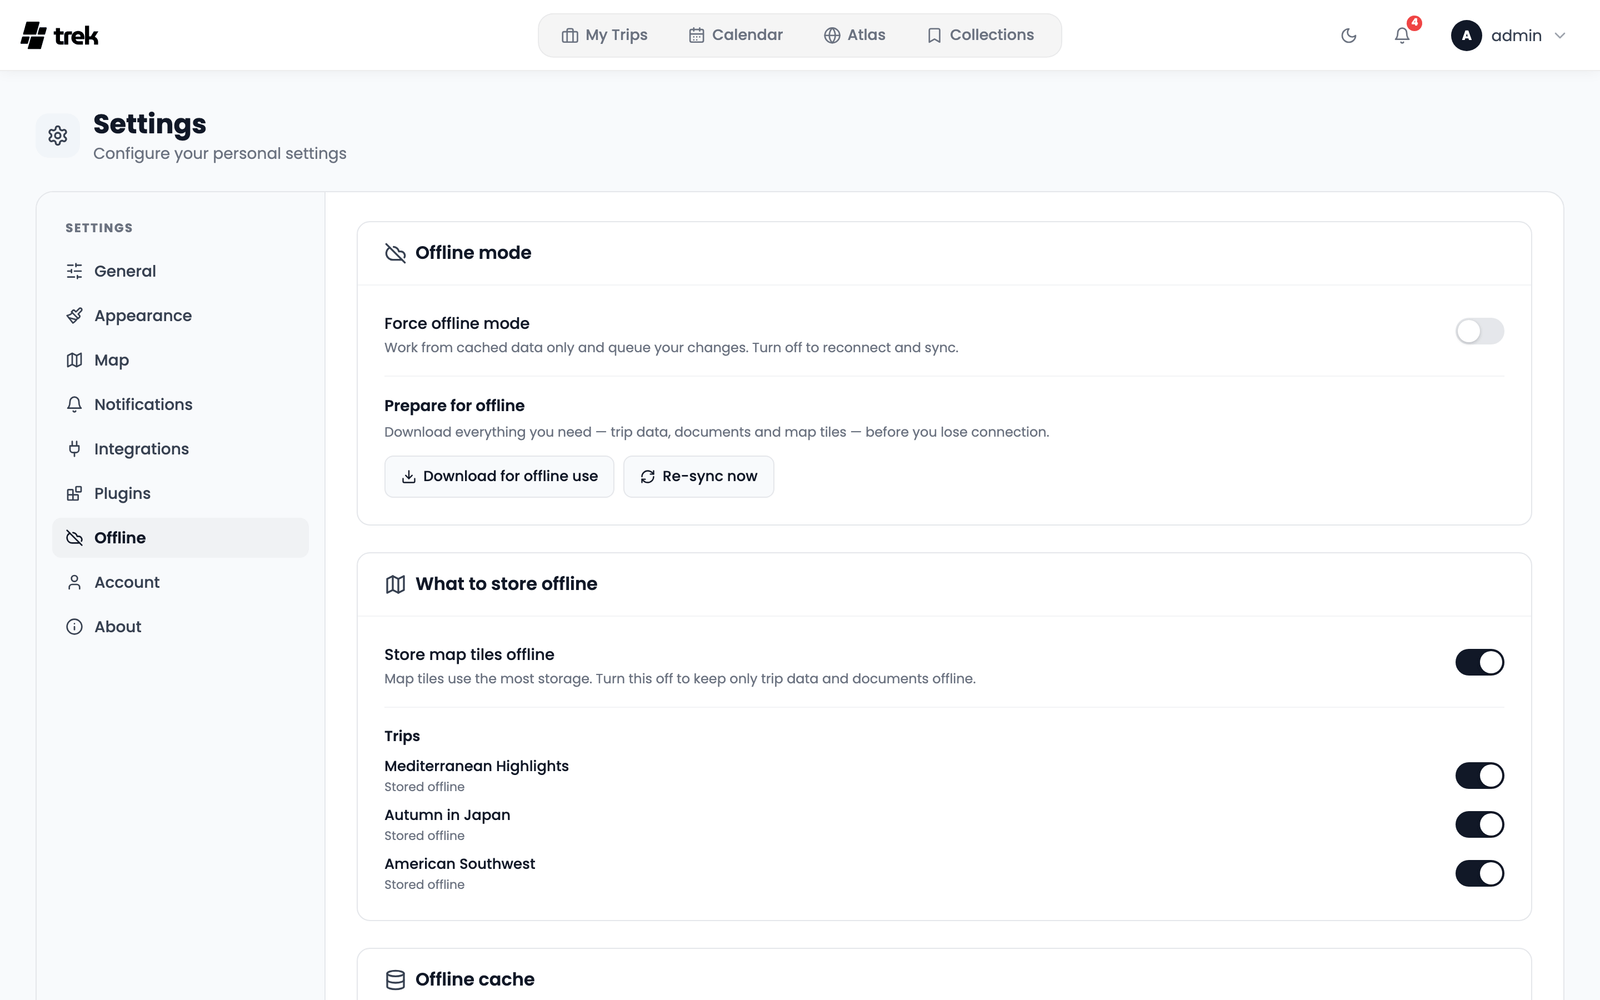 trek
My Trips
Calendar
Atlas
Collections
4
A
admin
Settings
Configure your personal settings
SETTINGS
General
Appearance
Map
Notifications
Integrations
Plugins
Offline
Account
About
Offline mode
Force offline mode
Work from cached data only and queue your changes. Turn off to reconnect and sync.
Prepare for offline
Download everything you need — trip data, documents and map tiles — before you lose connection.
Download for offline use
Re-sync now
What to store offline
Store map tiles offline
Map tiles use the most storage. Turn this off to keep only trip data and documents offline.
Trips
Mediterranean Highlights
Stored offline
Autumn in Japan
Stored offline
American Southwest
Stored offline
Offline cache